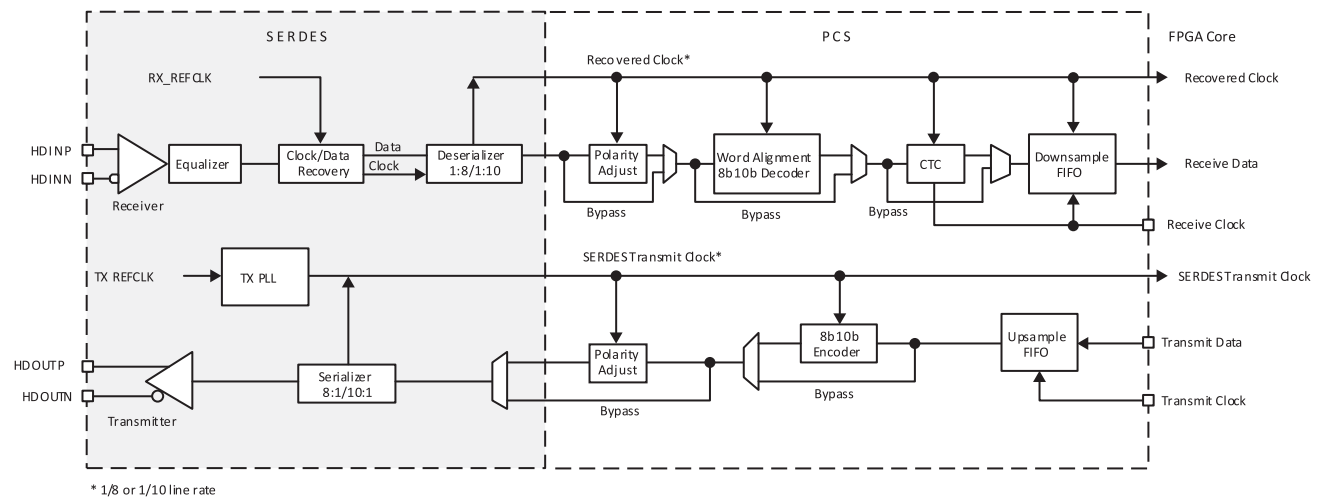 SERDES
PCS
FPGA Core
RX_REFCLK
Recovered Clock*
Recovered Clock
HDINP
HDINN
Receiver
Equalizer
Clock/Data
Recovery
Data
Clock
Deserializer
1:8/1:10
Polarity
Adjust
Bypass
Word Alignment
8b10b Decoder
Bypass
CTC
Bypass
Downsample
FIFO
Receive Data
Receive Clock
TX REFCLK
TX PLL
SERDES Transmit Clock*
SERDES Transmit Clock
HDOUTP
HDOUTN
Transmitter
Serializer
8:1/10:1
Polarity
Adjust
Bypass
8b10b
Encoder
Bypass
Upsample
FIFO
Transmit Data
Transmit Clock
* 1/8 or 1/10 line rate